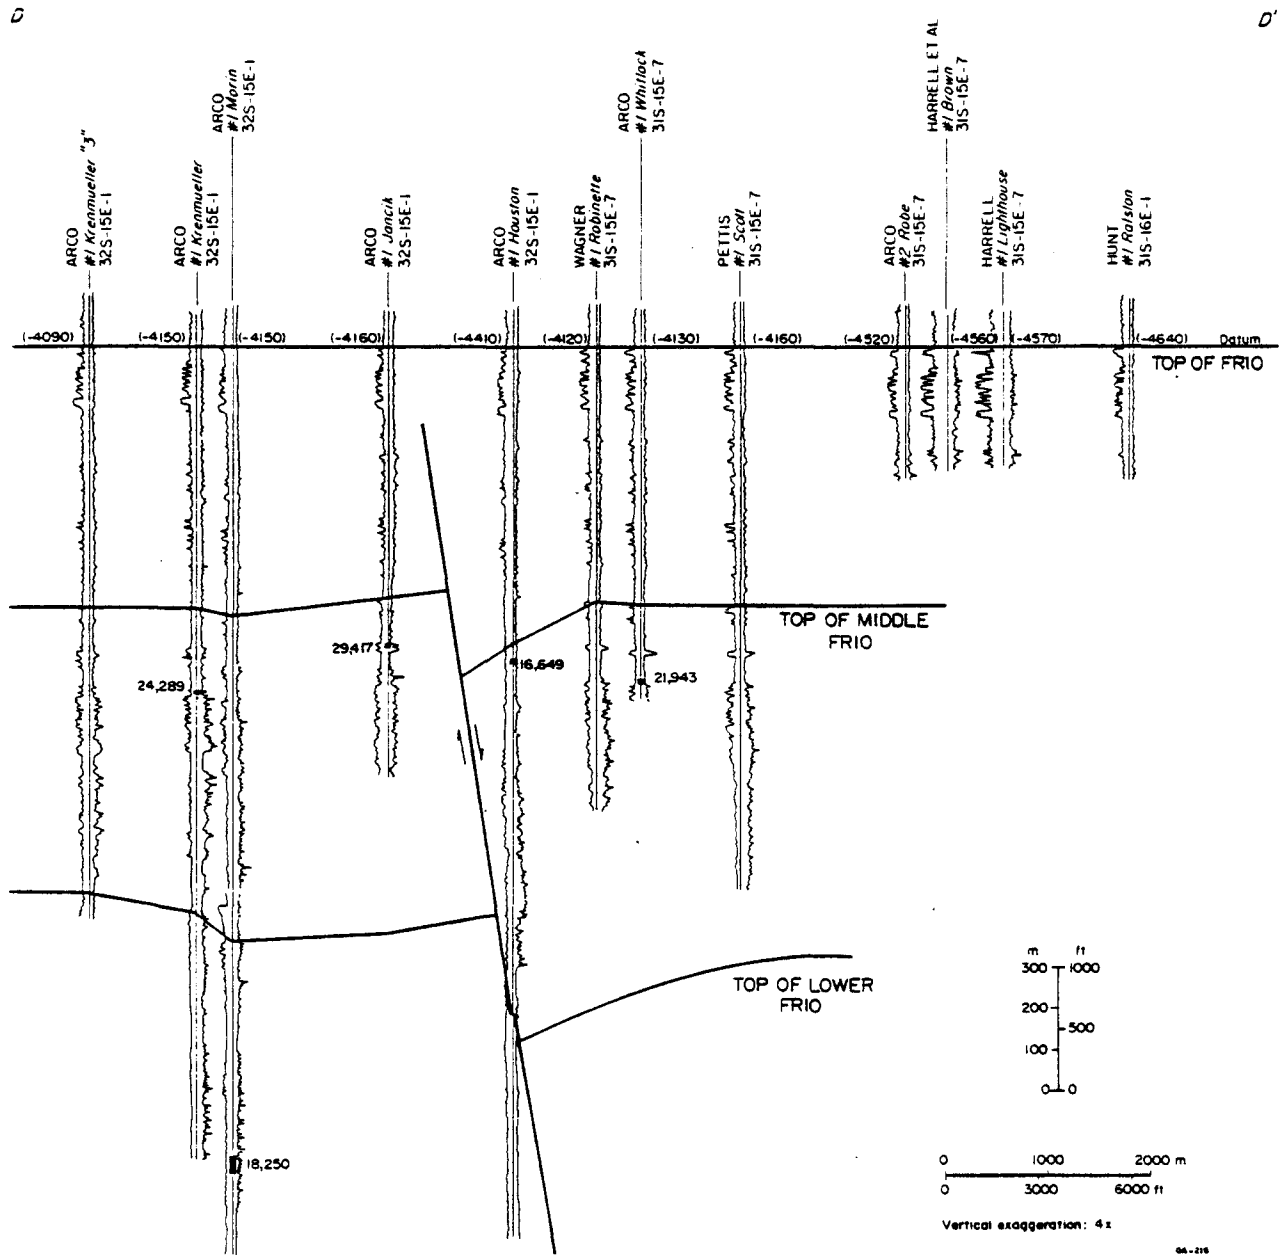 D
D'
ARCO
#1 Krenmueller "3"
32S-15E-1
ARCO
#1 Krenmueller
32S-15E-1
ARCO
#1 Morin
32S-15E-1
ARCO
#1 Jancik
32S-15E-1
ARCO
#1 Houston
32S-15E-1
WAGNER
#1 Robinette
31S-15E-7
ARCO
#1 Whitlock
31S-15E-7
PETTIS
#1 Scott
31S-15E-7
ARCO
#2 Robe
31S-15E-7
HARRELL ET AL
#1 Brown
31S-15E-7
HARRELL
#1 Lighthouse
31S-15E-7
HUNT
#1 Ralston
31S-16E-1
(-4090) (-4150) (-4150) (-4160) (-4410) (-4120) (-4130) (-4160) (-4520) (-4560) (-4570) (-4640) Datum
TOP OF FRIO
TOP OF MIDDLE
FRIO
29,417
16,649
24,289
21,943
TOP OF LOWER
FRIO
m ft
300 1000
200
500
100
0 0
18,250
0 1000 2000 m
0 3000 6000 ft
Vertical exaggeration: 4x
GA-216